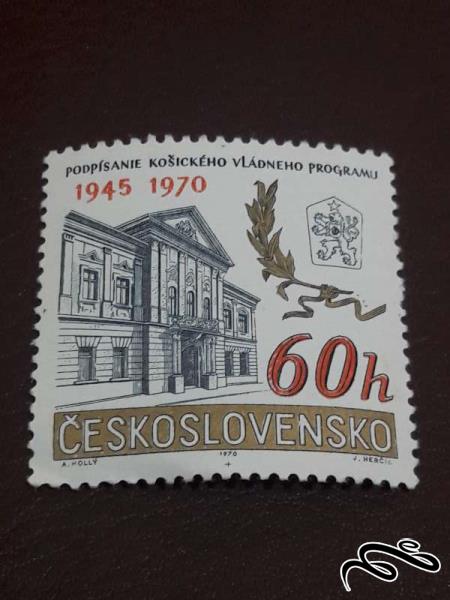 PODPÍSANIE KOŠICKÉHO VLÁDNEHO PROGRAMU
1945 1970
60h
ČESKOSLOVENSKO
A. HOLLÝ
1970
J. HERČÍK